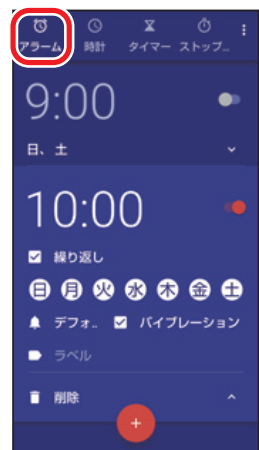 アラーム 時計 タイマー ストップ...
9:00
日、土
10:00
繰り返し
日 月 火 水 木 金 土
デフォ.. バイブレーション
ラベル
削除